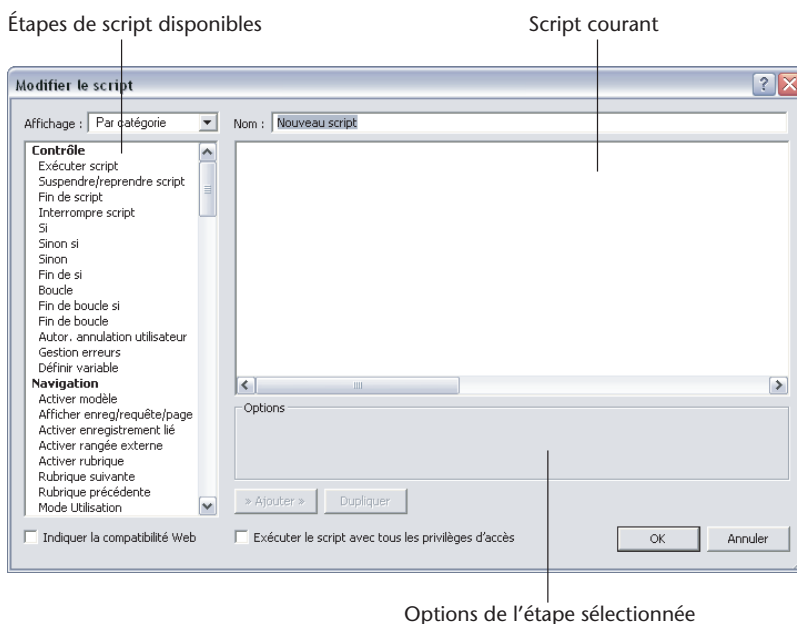 Étapes de script disponibles
Script courant
Modifier le script
Affichage : Par catégorie
Nom : Nouveau script
Contrôle
Exécuter script
Suspendre/reprendre script
Fin de script
Interrompre script
Si
Sinon si
Sinon
Fin de si
Boucle
Fin de boucle si
Fin de boucle
Autor. annulation utilisateur
Gestion erreurs
Définir variable
Navigation
Activer modèle
Afficher enreg/requête/page
Activer enregistrement lié
Activer rangée externe
Activer rubrique
Rubrique suivante
Rubrique précédente
Mode Utilisation
Options
» Ajouter »
Dupliquer
Indiquer la compatibilité Web
Exécuter le script avec tous les privilèges d'accès
OK
Annuler
Options de l’étape sélectionnée